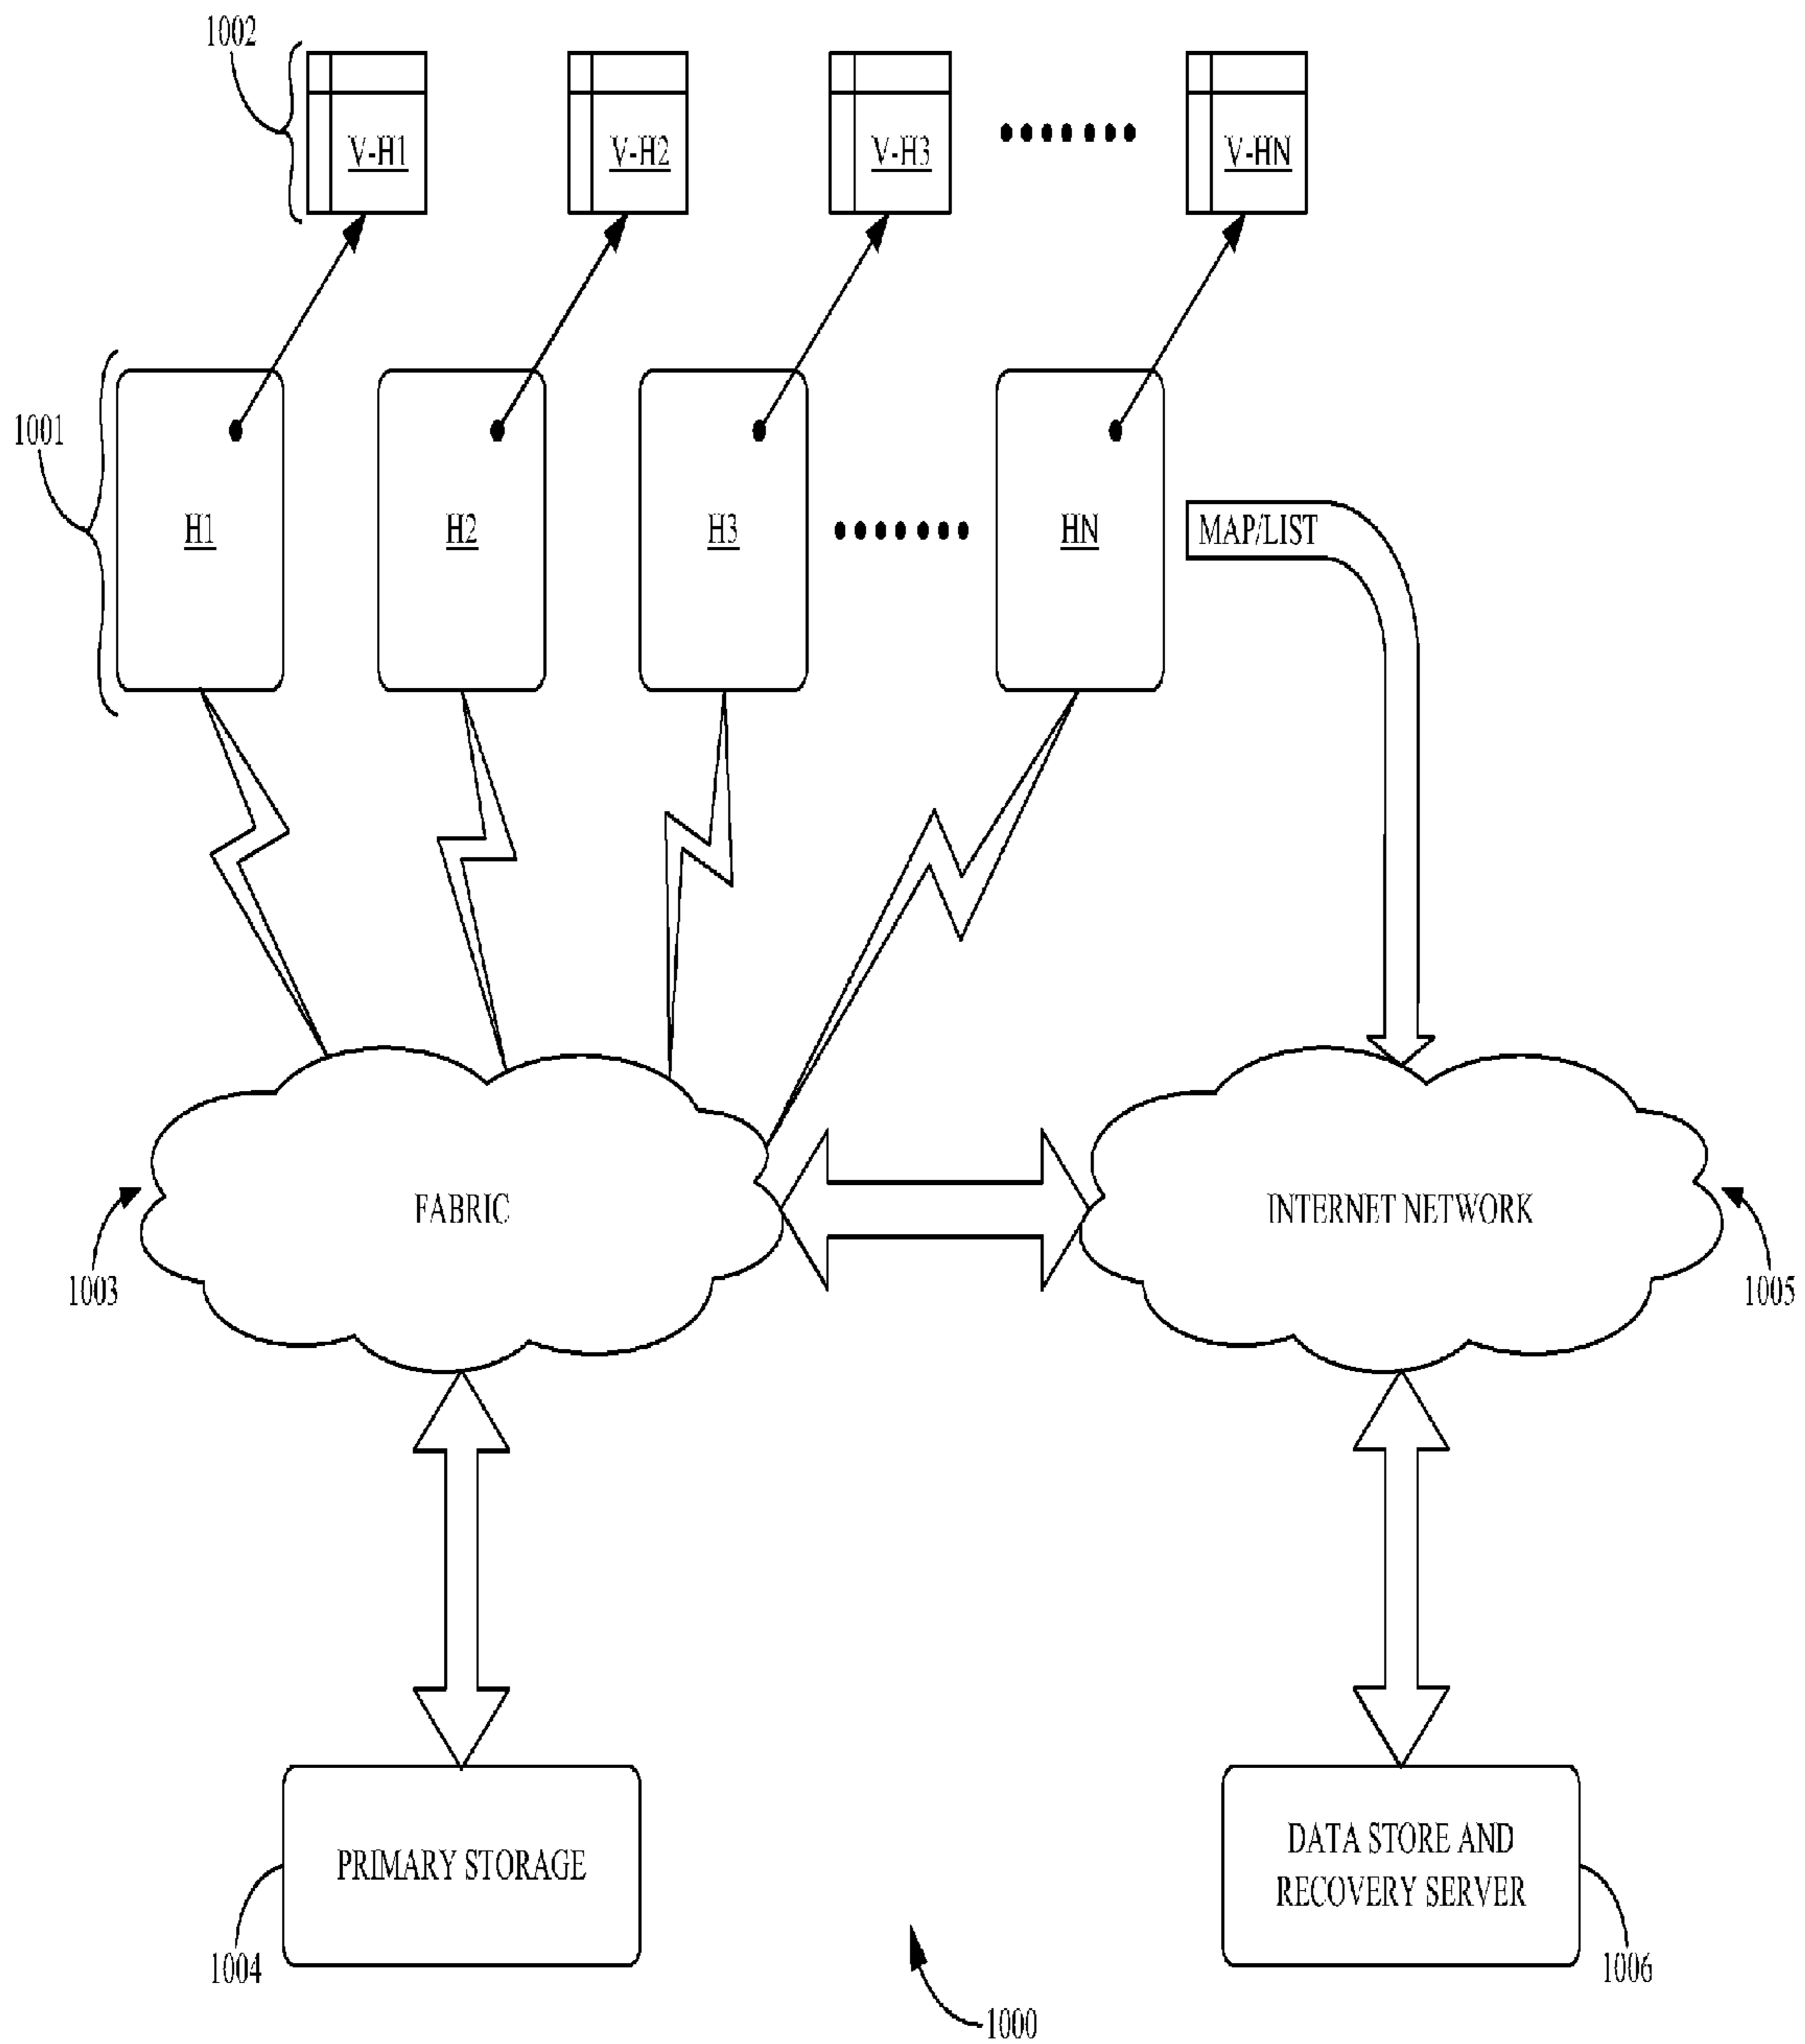 1002
V-H1
V-H2
V-H3
V-HN
1001
H1
H2
H3
HN
MAP/LIST
FABRIC
INTERNET NETWORK
1003
1005
PRIMARY STORAGE
DATA STORE AND
RECOVERY SERVER
1004
1006
1000